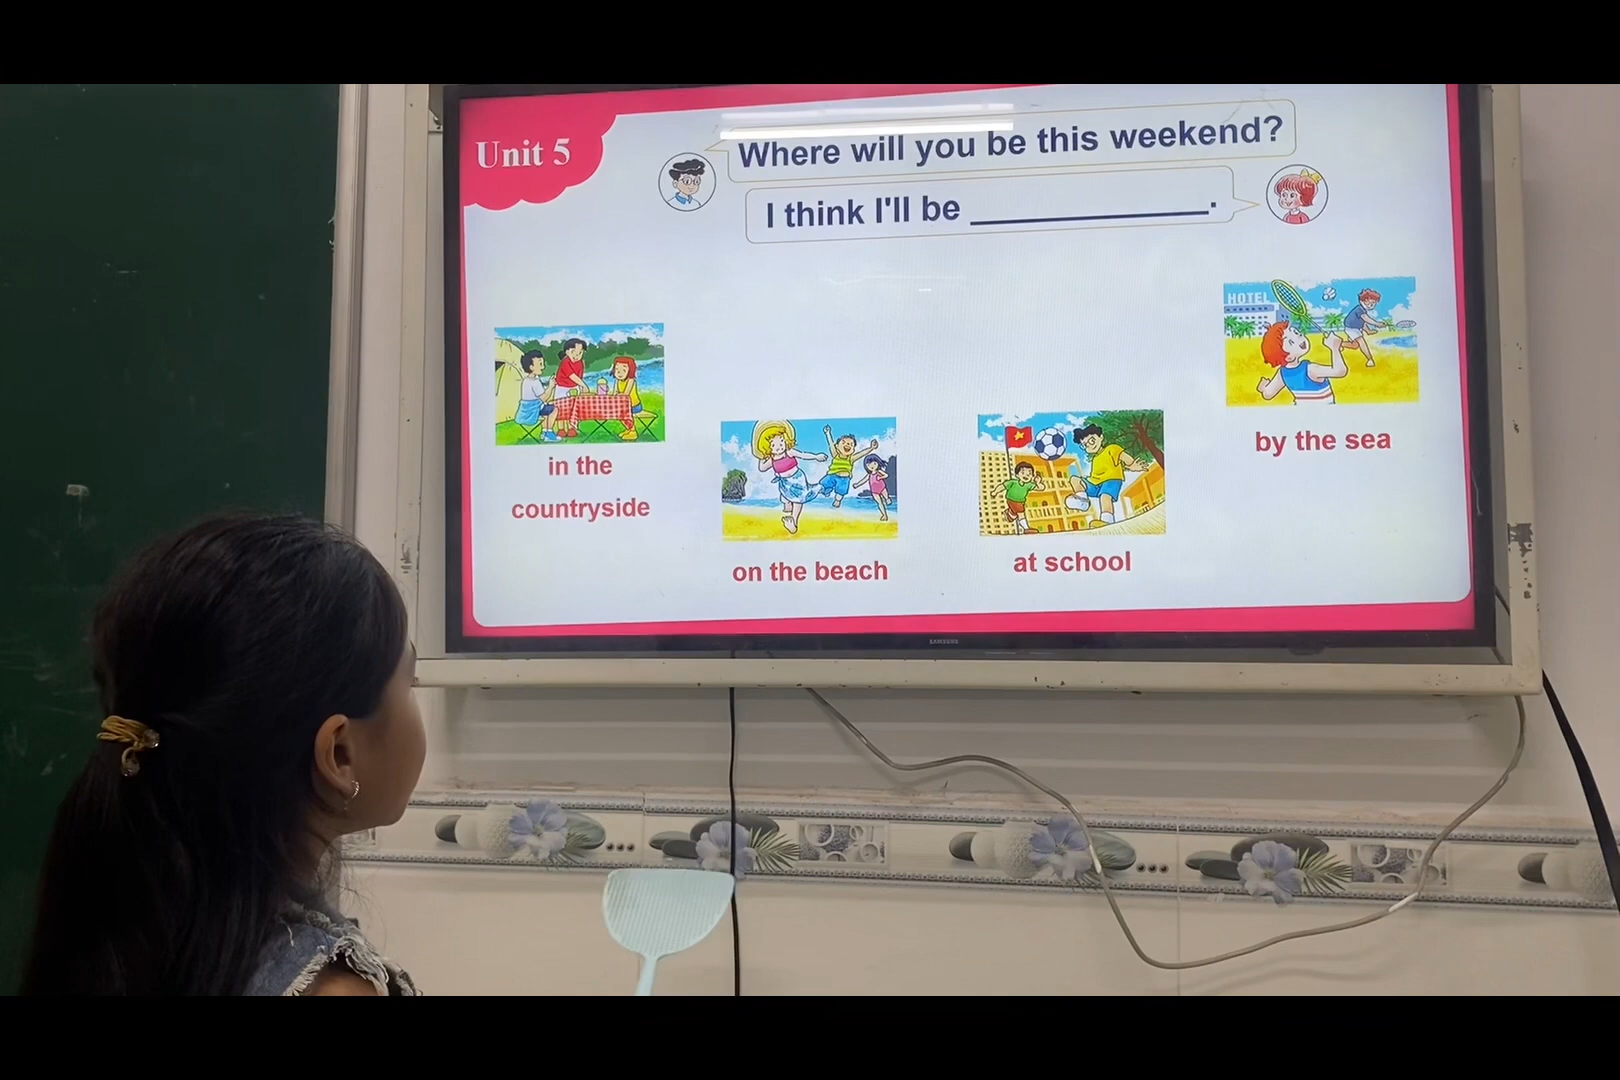 Unit 5
Where will you be this weekend?
I think I'll be ____________.
HOTEL
in the
countryside
on the beach
at school
by the sea
SAMSUNG